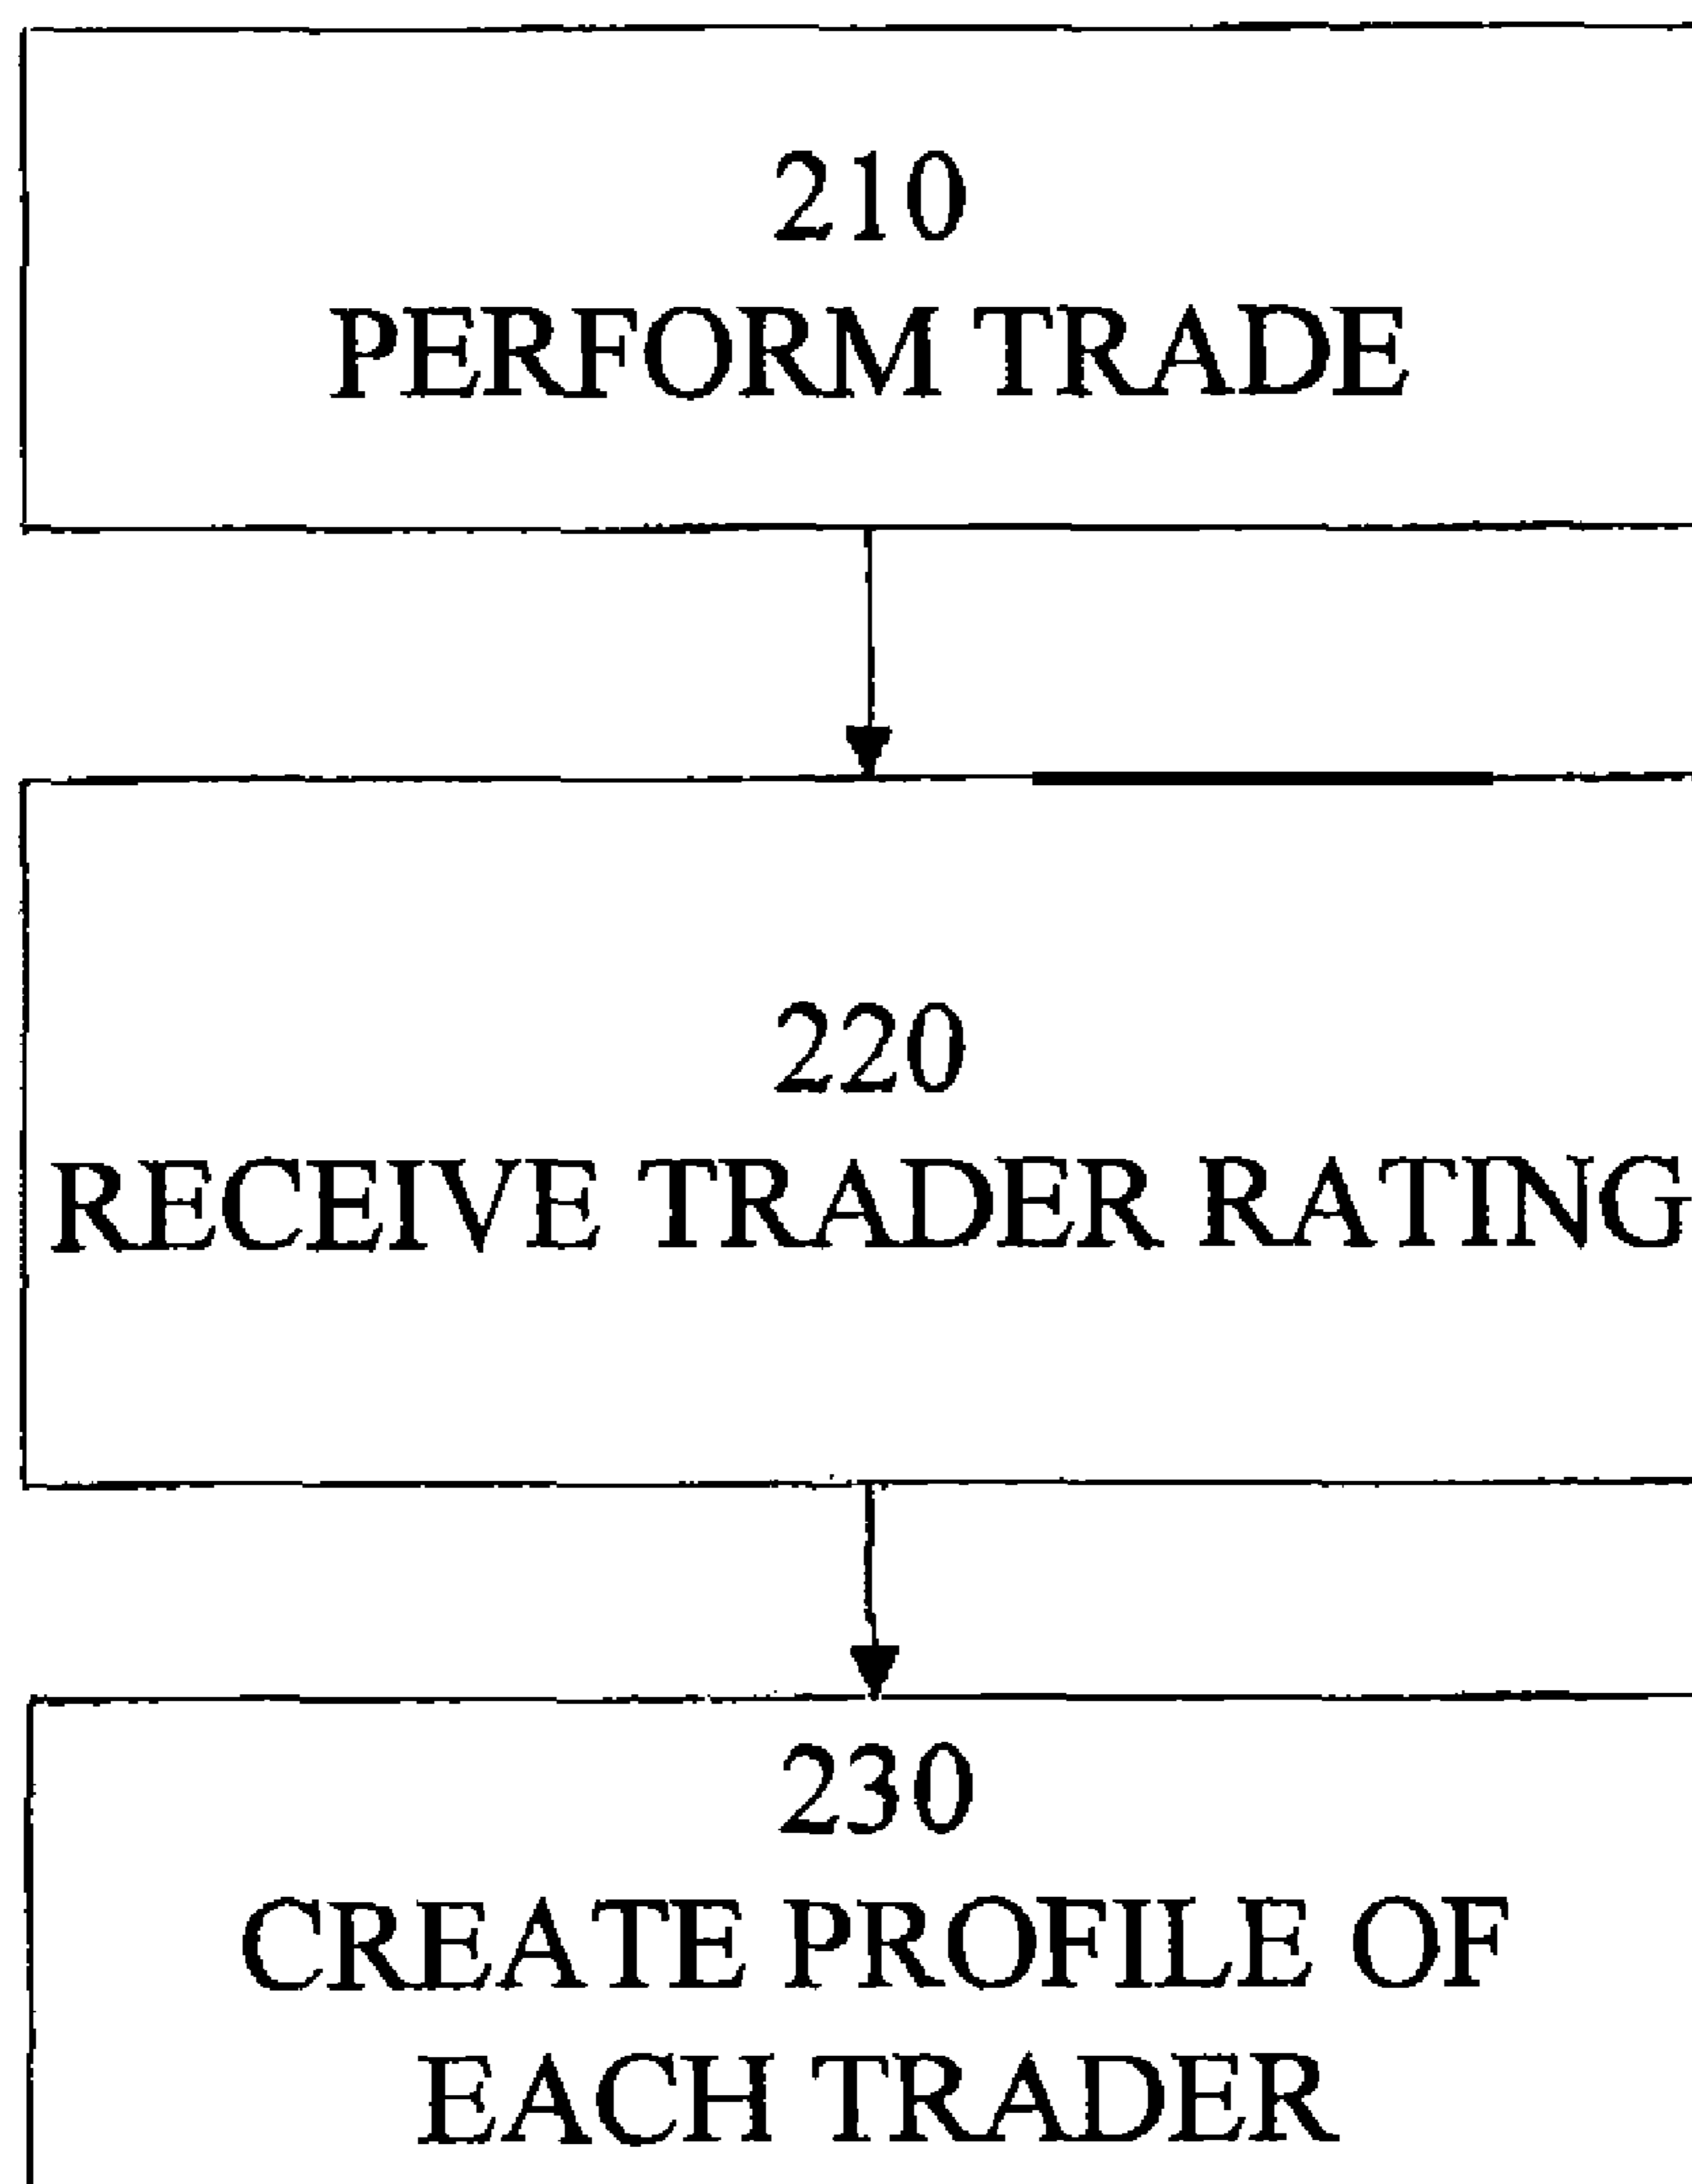 210
PERFORM TRADE
220
RECEIVE TRADER RATING
230
CREATE PROFILE OF
EACH TRADER